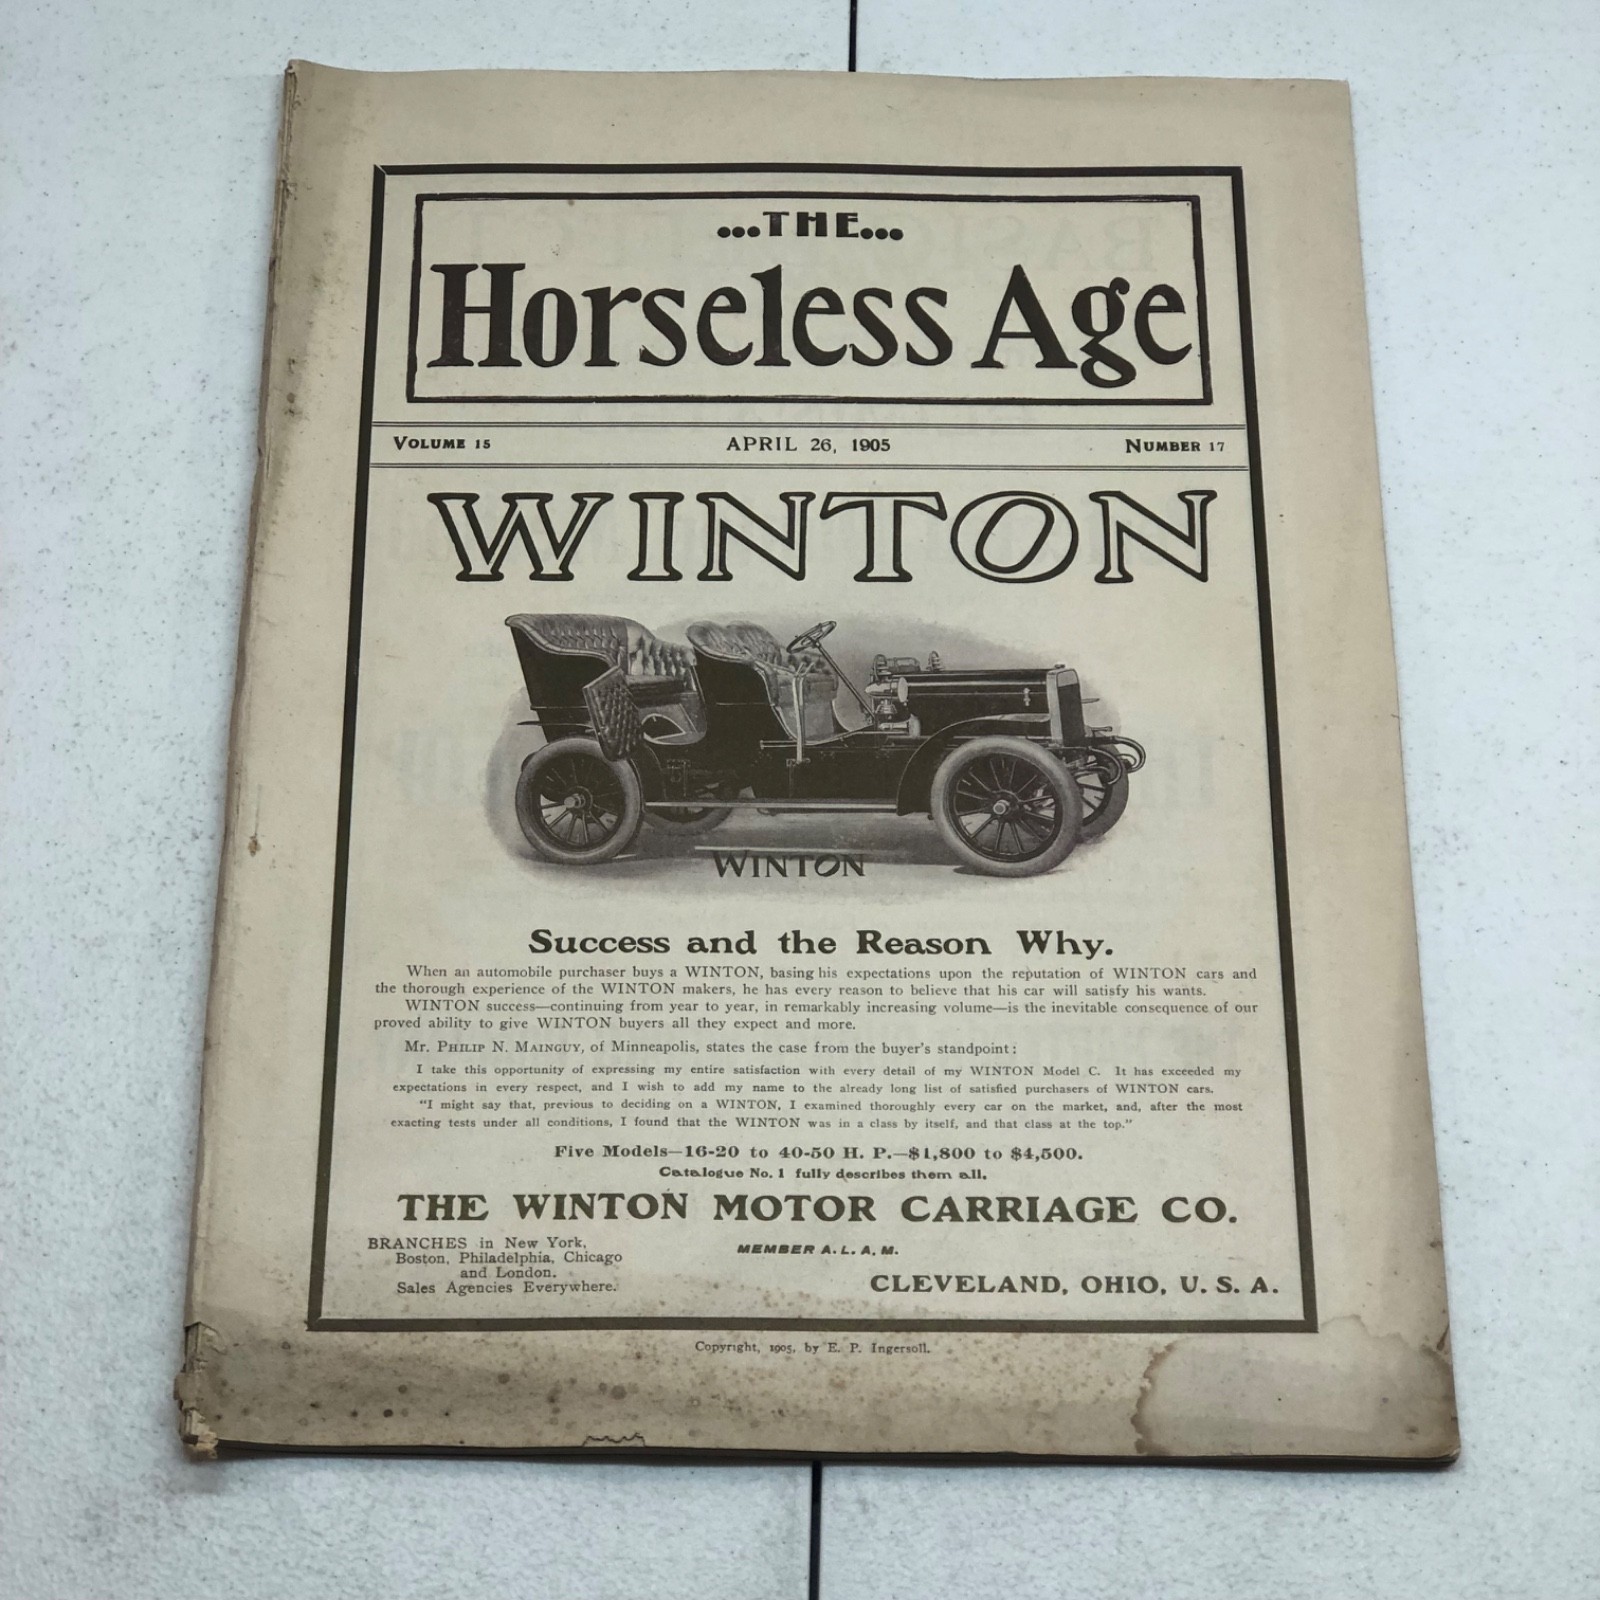 ...THE...
Horseless Age
VOLUME 15 APRIL 26, 1905 NUMBER 17
WINTON
WINTON
Success and the Reason Why.
When an automobile purchaser buys a WINTON, basing his expectations upon the reputation of WINTON cars and
the thorough experience of the WINTON makers, he has every reason to believe that his car will satisfy his wants.
WINTON success—continuing from year to year, in remarkably increasing volume—is the inevitable consequence of our
proved ability to give WINTON buyers all they expect and more.
Mr. PHILIP N. MAINGUY, of Minneapolis, states the case from the buyer's standpoint:
I take this opportunity of expressing my entire satisfaction with every detail of my WINTON Model C. It has exceeded my
expectations in every respect, and I wish to add my name to the already long list of satisfied purchasers of WINTON cars.
"I might say that, previous to deciding on a WINTON, I examined thoroughly every car on the market, and, after the most
exacting tests under all conditions, I found that the WINTON was in a class by itself, and that class at the top."
Five Models—16-20 to 40-50 H. P.—$1,800 to $4,500.
Catalogue No. 1 fully describes them all.
THE WINTON MOTOR CARRIAGE CO.
BRANCHES in New York,
Boston, Philadelphia, Chicago
and London.
Sales Agencies Everywhere.
MEMBER A. L. A. M.
CLEVELAND, OHIO, U. S. A.
Copyright, 1905, by E. P. Ingersoll.